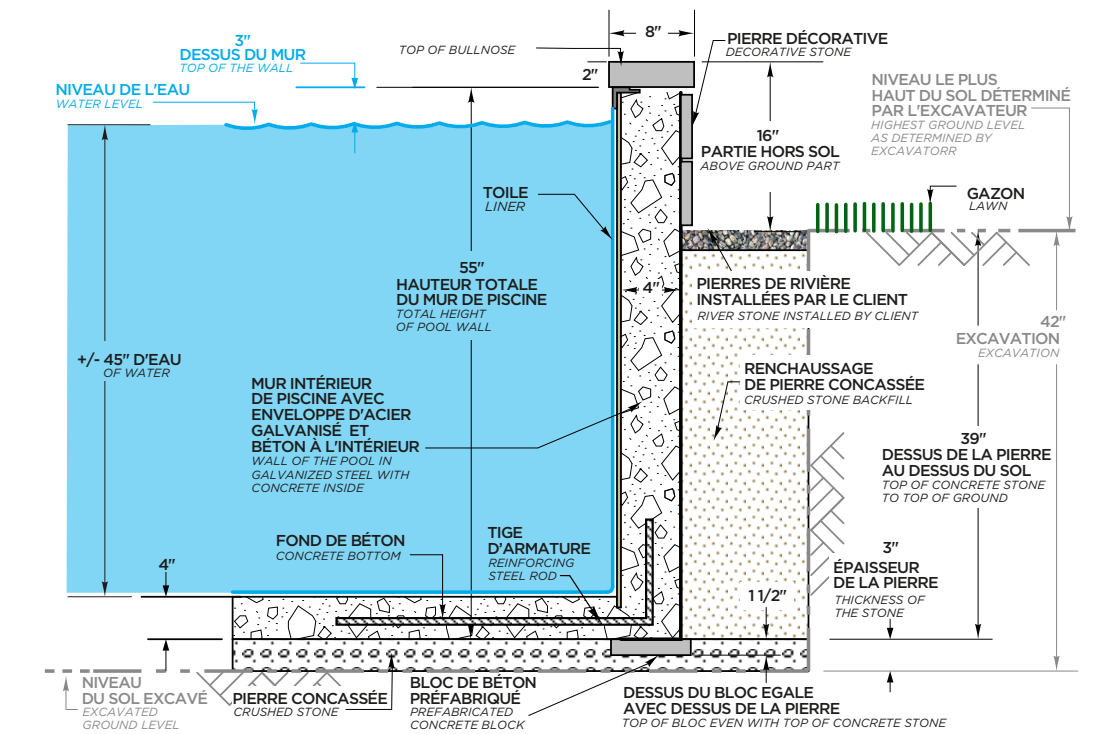 3"
DESSUS DU MUR
TOP OF THE WALL
NIVEAU DE L'EAU
WATER LEVEL
TOP OF BULLNOSE
8"
2"
PIERRE DÉCORATIVE
DECORATIVE STONE
NIVEAU LE PLUS
HAUT DU SOL DÉTERMINÉ
PAR L'EXCAVATEUR
HIGHEST GROUND LEVEL
AS DETERMINED BY
EXCAVATORR
16"
PARTIE HORS SOL
ABOVE GROUND PART
TOILE
LINER
GAZON
LAWN
55"
HAUTEUR TOTALE
DU MUR DE PISCINE
TOTAL HEIGHT
OF POOL WALL
4"
PIERRES DE RIVIÈRE
INSTALLÉES PAR LE CLIENT
RIVER STONE INSTALLED BY CLIENT
42"
EXCAVATION
EXCAVATION
+/- 45" D'EAU
OF WATER
MUR INTÉRIEUR
DE PISCINE AVEC
ENVELOPPE D'ACIER
GALVANISÉ ET
BÉTON À L'INTÉRIEUR
WALL OF THE POOL IN
GALVANIZED STEEL WITH
CONCRETE INSIDE
RENCHAUSSAGE
DE PIERRE CONCASSÉE
CRUSHED STONE BACKFILL
39"
DESSUS DE LA PIERRE
AU DESSUS DU SOL
TOP OF CONCRETE STONE
TO TOP OF GROUND
FOND DE BÉTON
CONCRETE BOTTOM
TIGE
D'ARMATURE
REINFORCING
STEEL ROD
4"
3"
ÉPAISSEUR
DE LA PIERRE
THICKNESS OF
THE STONE
1 1/2"
NIVEAU
DU SOL EXCAVÉ
EXCAVATED
GROUND LEVEL
PIERRE CONCASSÉE
CRUSHED STONE
BLOC DE BÉTON
PRÉFABRIQUÉ
PREFABRICATED
CONCRETE BLOCK
DESSUS DU BLOC EGALE
AVEC DESSUS DE LA PIERRE
TOP OF BLOC EVEN WITH TOP OF CONCRETE STONE